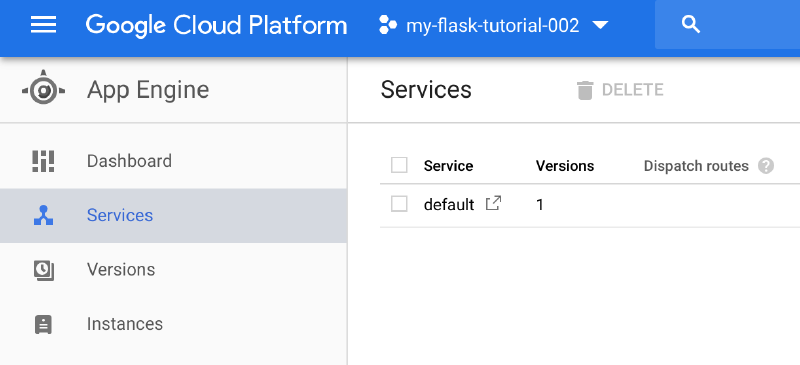 Google Cloud Platform
my-flask-tutorial-002
App Engine
Services
DELETE
Dashboard
Services
Versions
Instances
Service Versions Dispatch routes ?
default 1